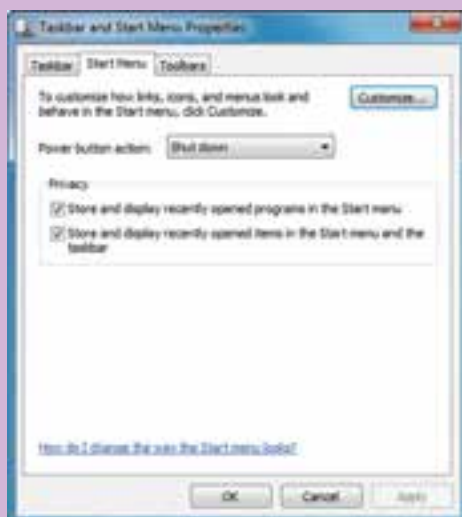 Taskbar and Start Menu Properties
Taskbar Start Menu Toolbars
To customize how links, icons, and menus look and
behave in the Start menu, click Customize.
Customize...
Power button action: Shut down
Privacy
Store and display recently opened programs in the Start menu
Store and display recently opened items in the Start menu and the
taskbar
How do I change the way the Start menu looks?
OK Cancel Apply